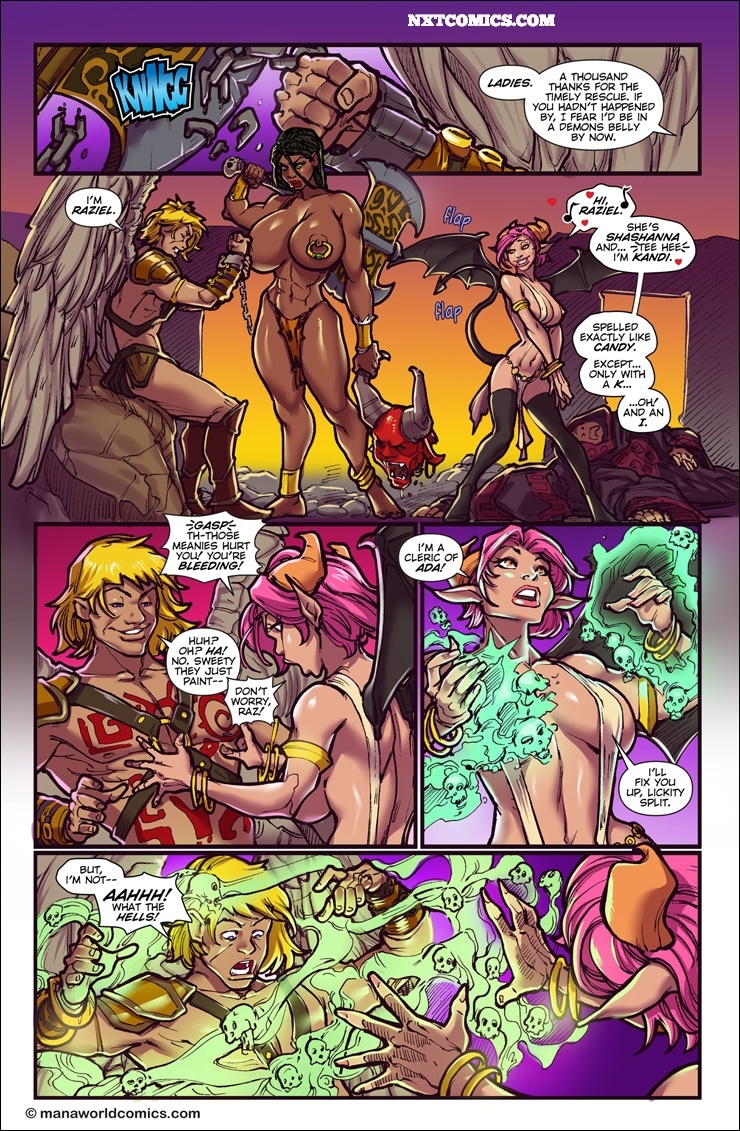 NXTCOMICS.COM
KNNGG
LADIES.
A THOUSAND
THANKS FOR THE
TIMELY RESCUE. IF
YOU HADN'T HAPPENED
BY, I FEAR I'D BE IN
A DEMONS BELLY
BY NOW.
I'M
RAZIEL.
flap
flap
HI,
RAZIEL.
SHE'S
SHASHANNA
AND... TEE HEE
I'M KANDI.
SPELLED
EXACTLY LIKE
CANDY.
EXCEPT...
ONLY WITH
A K...
...OH!
AND AN
I.
GASP
TH-THOSE
MEANIES HURT
YOU! YOU'RE
BLEEDING!
HUH?
OH? HA!
NO. SWEETY
THEY JUST
PAINT--
DON'T
WORRY,
RAZ!
I'M A
CLERIC OF
ADA!
I'LL
FIX YOU
UP, LICKITY
SPLIT.
BUT,
I'M NOT--
AAHHH!
WHAT THE
HELLS!
© manaworldcomics.com